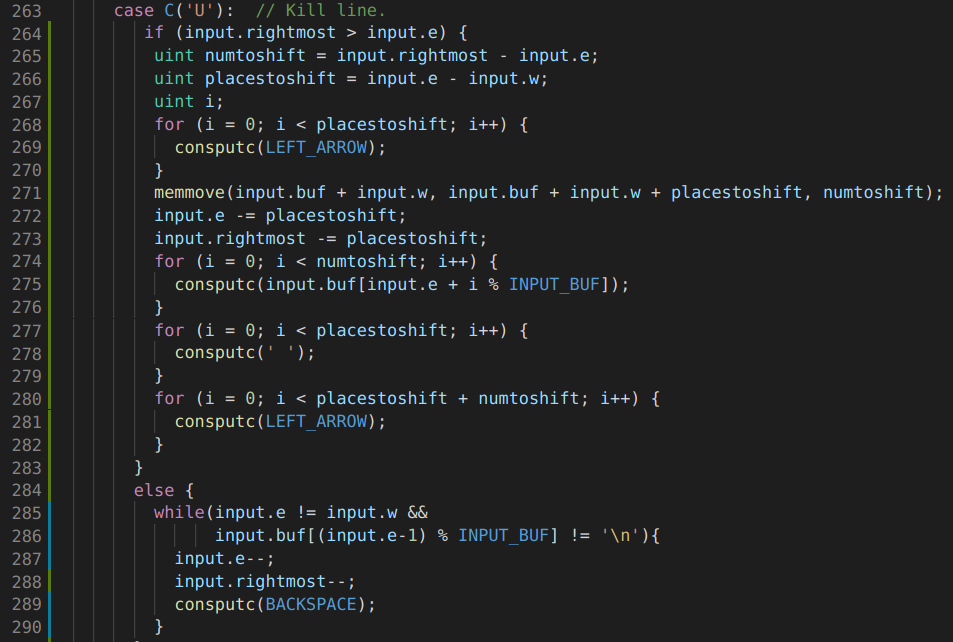 263 case C('U'):  // Kill line.
264 if (input.rightmost > input.e) {
265 uint numtoshift = input.rightmost - input.e;
266 uint placestoshift = input.e - input.w;
267 uint i;
268 for (i = 0; i < placestoshift; i++) {
269 consputc(LEFT_ARROW);
270 }
271 memmove(input.buf + input.w, input.buf + input.w + placestoshift, numtoshift);
272 input.e -= placestoshift;
273 input.rightmost -= placestoshift;
274 for (i = 0; i < numtoshift; i++) {
275 consputc(input.buf[input.e + i % INPUT_BUF]);
276 }
277 for (i = 0; i < placestoshift; i++) {
278 consputc(' ');
279 }
280 for (i = 0; i < placestoshift + numtoshift; i++) {
281 consputc(LEFT_ARROW);
282 }
283 }
284 else {
285 while(input.e != input.w &&
286 input.buf[(input.e-1) % INPUT_BUF] != '\n'){
287 input.e--;
288 input.rightmost--;
289 consputc(BACKSPACE);
290 }